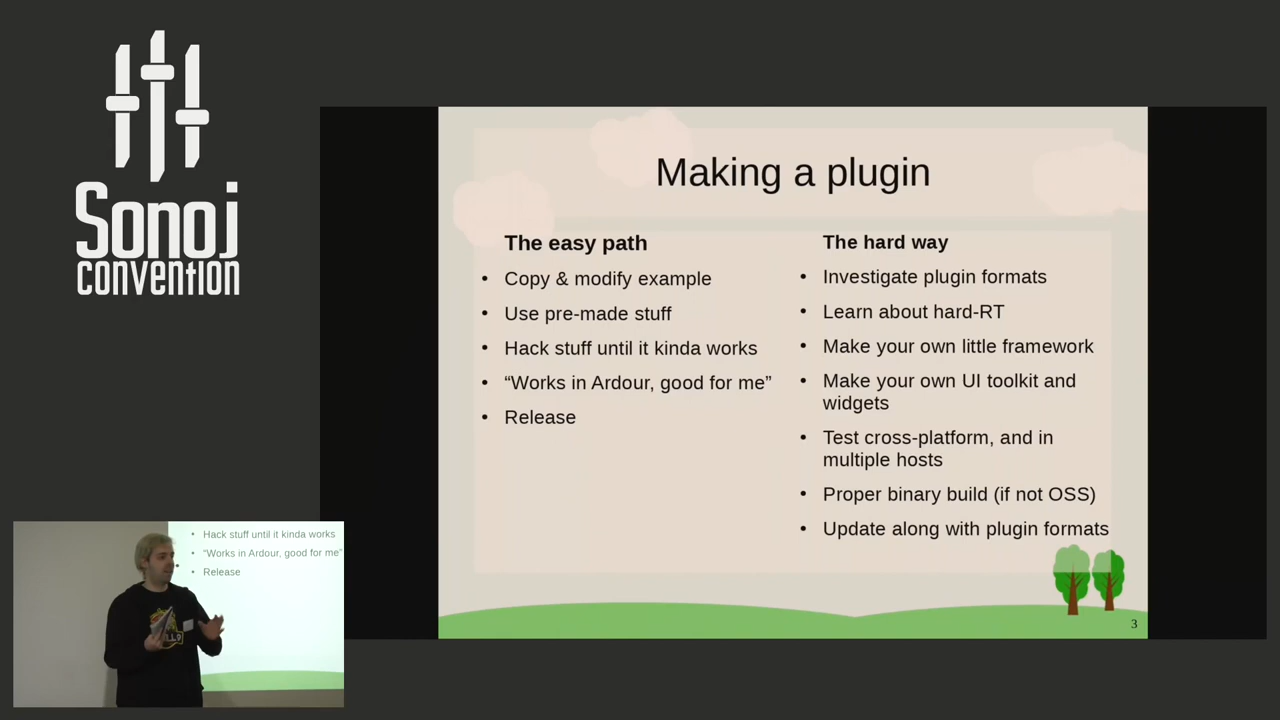 Sonoj
convention
Making a plugin
The easy path
• Copy & modify example
• Use pre-made stuff
• Hack stuff until it kinda works
• “Works in Ardour, good for me”
• Release
The hard way
• Investigate plugin formats
• Learn about hard-RT
• Make your own little framework
• Make your own UI toolkit and
widgets
• Test cross-platform, and in
multiple hosts
• Proper binary build (if not OSS)
• Update along with plugin formats
3
• Hack stuff until it kinda works
• “Works in Ardour, good for me”
• Release